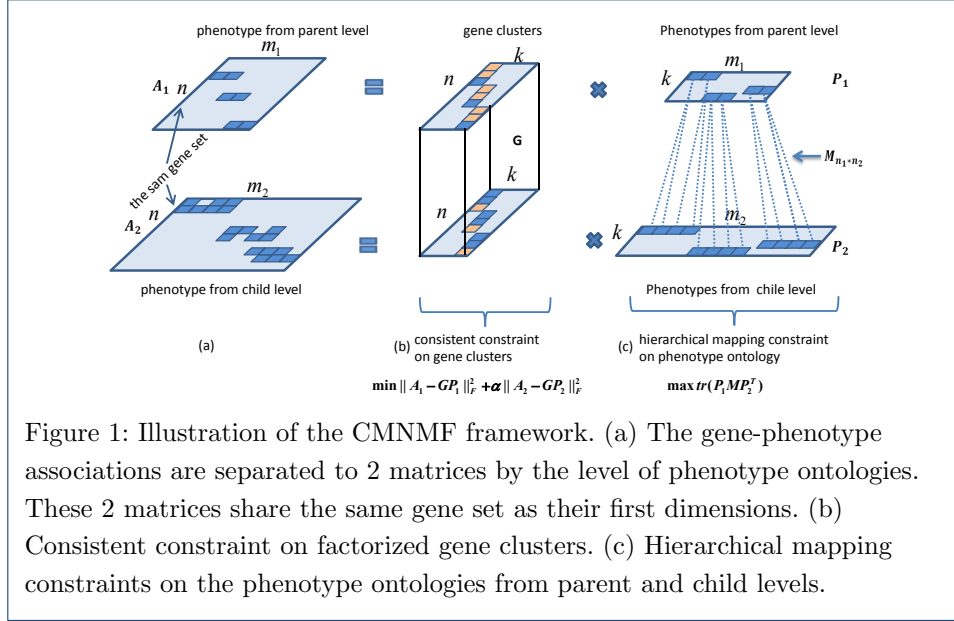 phenotype from parent level
gene clusters
Phenotypes from parent level
m₁
k
m₁
A₁
n
n
k
P₁
the sam gene set
G
M_{n₁*n₂}
k
m₂
m₂
A₂
n
n
k
P₂
phenotype from child level
Phenotypes from chile level
(a)
(b) consistent constraint
on gene clusters
(c) hierarchical mapping constraint
on phenotype ontology
min || A₁ − GP₁ ||²_F + α || A₂ − GP₂ ||²_F
max tr(P₁MP₂ᵀ)
Figure 1: Illustration of the CMNMF framework. (a) The gene-phenotype
associations are separated to 2 matrices by the level of phenotype ontologies.
These 2 matrices share the same gene set as their first dimensions. (b)
Consistent constraint on factorized gene clusters. (c) Hierarchical mapping
constraints on the phenotype ontologies from parent and child levels.